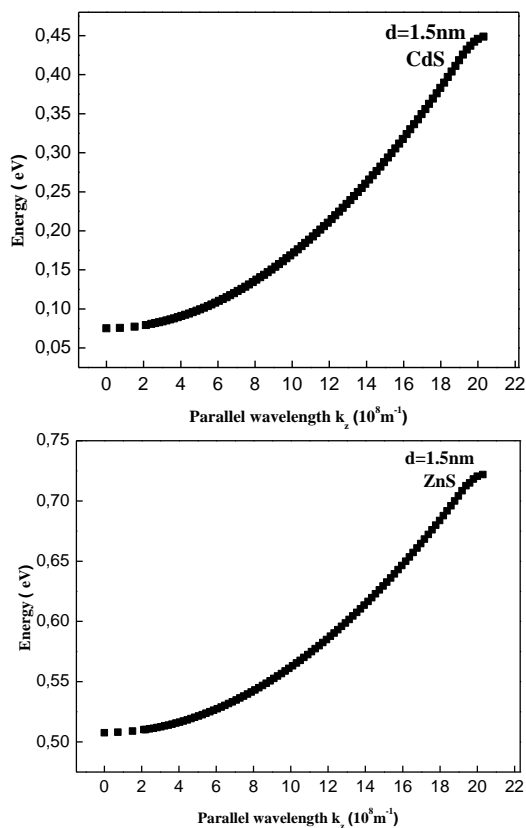 d=1.5nm
CdS
0,45
0,40
0,35
0,30
0,25
0,20
0,15
0,10
0,05
Energy ( eV)
0 2 4 6 8 10 12 14 16 18 20 22
Parallel wavelength k_z (10^8m^-1)
0,75
d=1.5nm
ZnS
0,70
0,65
0,60
0,55
0,50
Energy ( eV)
0 2 4 6 8 10 12 14 16 18 20 22
Parallel wavelength k_z (10^8m^-1)